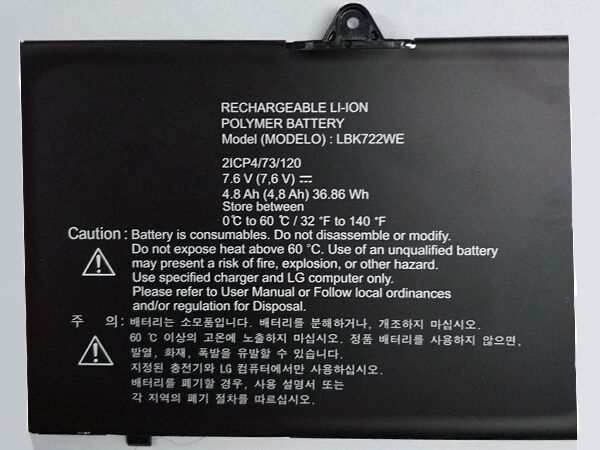 RECHARGEABLE LI-ION
POLYMER BATTERY
Model (MODELO) : LBK722WE
2ICP4/73/120
7.6 V (7,6 V) ⎓
4.8 Ah (4,8 Ah) 36.86 Wh
Store between
0℃ to 60 ℃ / 32 °F to 140 °F
Caution : Battery is consumables. Do not disassemble or modify.
Do not expose heat above 60 °C. Use of an unqualified battery
may present a risk of fire, explosion, or other hazard.
Use specified charger and LG computer only.
Please refer to User Manual or Follow local ordinances
and/or regulation for Disposal.
주 의 : 배터리는 소모품입니다. 배터리를 분해하거나, 개조하지 마십시오.
60 ℃ 이상의 고온에 노출하지 마십시오. 정품 배터리를 사용하지 않으면,
발열, 화재, 폭발을 유발할 수 있습니다.
지정된 충전기와 LG 컴퓨터에서만 사용하십시오.
배터리를 폐기할 경우, 사용 설명서 또는
각 지역의 폐기 절차를 따르십시오.